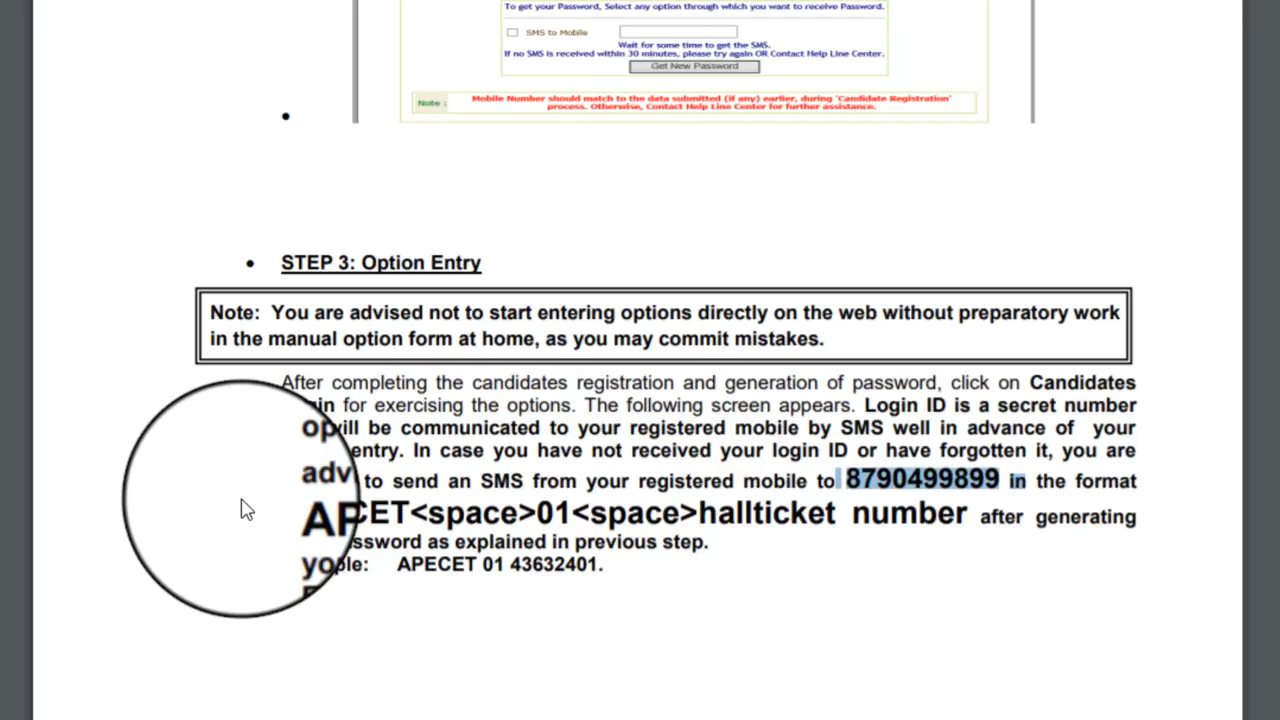 To get your Password, Select any option through which you want to receive Password.
SMS to Mobile
Wait for some time to get the SMS.
If no SMS is received within 30 minutes, please try again OR Contact Help Line Center.
Get New Password
Note : Mobile Number should match to the data submitted (if any) earlier, during 'Candidate Registration'
process. Otherwise, Contact Help Line Center for further assistance.
• STEP 3: Option Entry
Note: You are advised not to start entering options directly on the web without preparatory work
in the manual option form at home, as you may commit mistakes.
After completing the candidates registration and generation of password, click on Candidates
for exercising the options. The following screen appears. Login ID is a secret number
be communicated to your registered mobile by SMS well in advance of your
op
entry. In case you have not received your login ID or have forgotten it, you are
adv to send an SMS from your registered mobile to 8790499899 in the format
APCET<space>01<space>hallticket number after generating
password as explained in previous step.
yo ple: APECET 01 43632401.